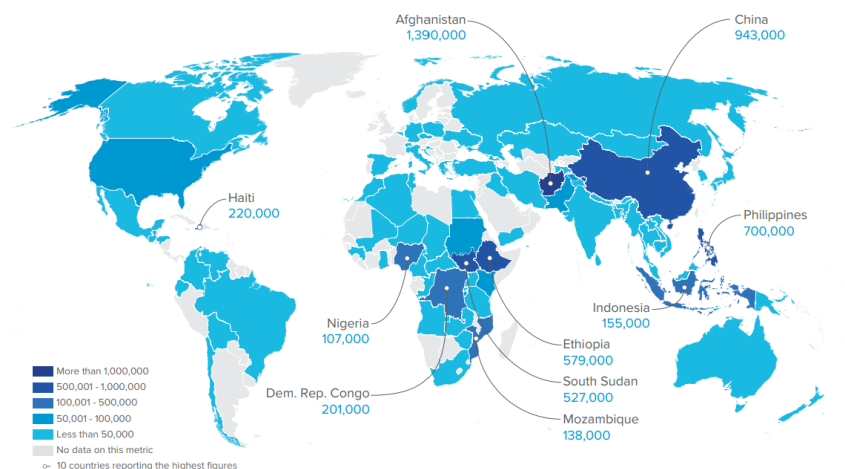 Afghanistan
1,390,000
China
943,000
Haiti
220,000
Philippines
700,000
Indonesia
155,000
Nigeria
107,000
Ethiopia
579,000
Dem. Rep. Congo
201,000
South Sudan
527,000
Mozambique
138,000
More than 1,000,000
500,001 - 1,000,000
100,001 - 500,000
50,001 - 100,000
Less than 50,000
No data on this metric
10 countries reporting the highest figures